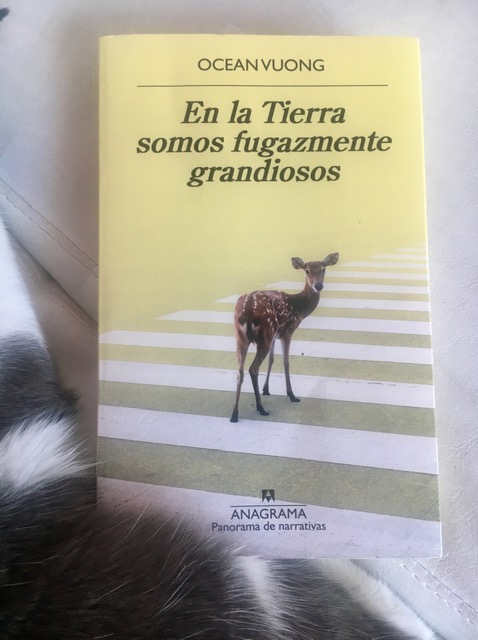 OCEAN VUONG
En la Tierra
somos fugazmente
grandiosos
ANAGRAMA
Panorama de narrativas